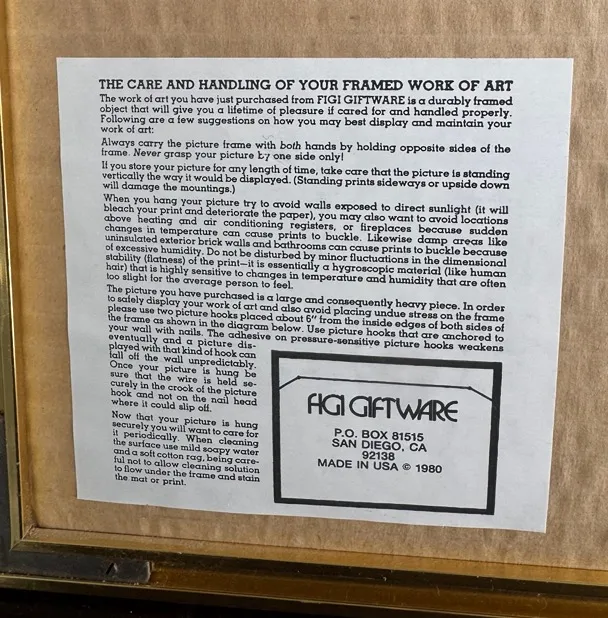 THE CARE AND HANDLING OF YOUR FRAMED WORK OF ART
The work of art you have just purchased from FIGI GIFTWARE is a durably framed
object that will give you a lifetime of pleasure if cared for and handled properly.
Following are a few suggestions on how you may best display and maintain your
work of art:
Always carry the picture frame with both hands by holding opposite sides of the
frame. Never grasp your picture by one side only!
If you store your picture for any length of time, take care that the picture is standing
vertically the way it would be displayed. (Standing prints sideways or upside down
will damage the mountings.)
When you hang your picture try to avoid walls exposed to direct sunlight (it will
bleach your print and deteriorate the paper), you may also want to avoid locations
above heating and air conditioning registers, or fireplaces because sudden
changes in temperature can cause prints to buckle. Likewise damp areas like
uninsulated exterior brick walls and bathrooms can cause prints to buckle because
of excessive humidity. Do not be disturbed by minor fluctuations in the dimensional
stability (flatness) of the print—it is essentially a hygroscopic material (like human
hair) that is highly sensitive to changes in temperature and humidity that are often
too slight for the average person to feel.
The picture you have purchased is a large and consequently heavy piece. In order
to safely display your work of art and also avoid placing undue stress on the frame
please use two picture hooks placed about 6" from the inside edges of both sides of
the frame as shown in the diagram below. Use picture hooks that are anchored to
your wall with nails. The adhesive on pressure-sensitive picture hooks weakens
eventually and a picture dis-
played with that kind of hook can
fall off the wall unpredictably.
Once your picture is hung be
sure that the wire is held se-
curely in the crook of the picture
hook and not on the nail head
where it could slip off.
Now that your picture is hung
securely you will want to care for
it periodically. When cleaning
the surface use mild soapy water
and a soft cotton rag, being care-
ful not to allow cleaning solution
to flow under the frame and stain
the mat or print.
FIGI GIFTWARE
P.O. BOX 81515
SAN DIEGO, CA
92138
MADE IN USA © 1980